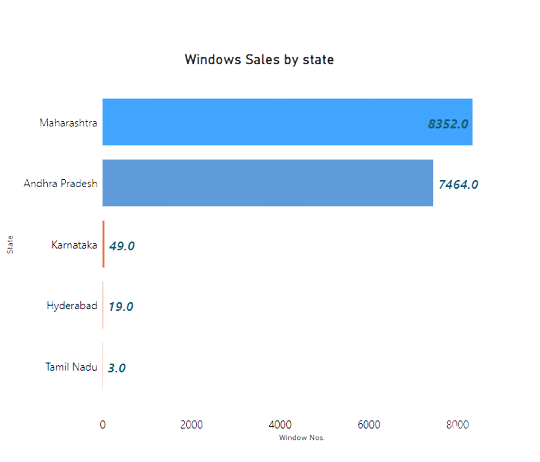 Windows Sales by state
Maharashtra
8352.0
Andhra Pradesh
7464.0
Karnataka
49.0
Hyderabad
19.0
Tamil Nadu
3.0
State
0
2000
4000
6000
8000
Window Nos.